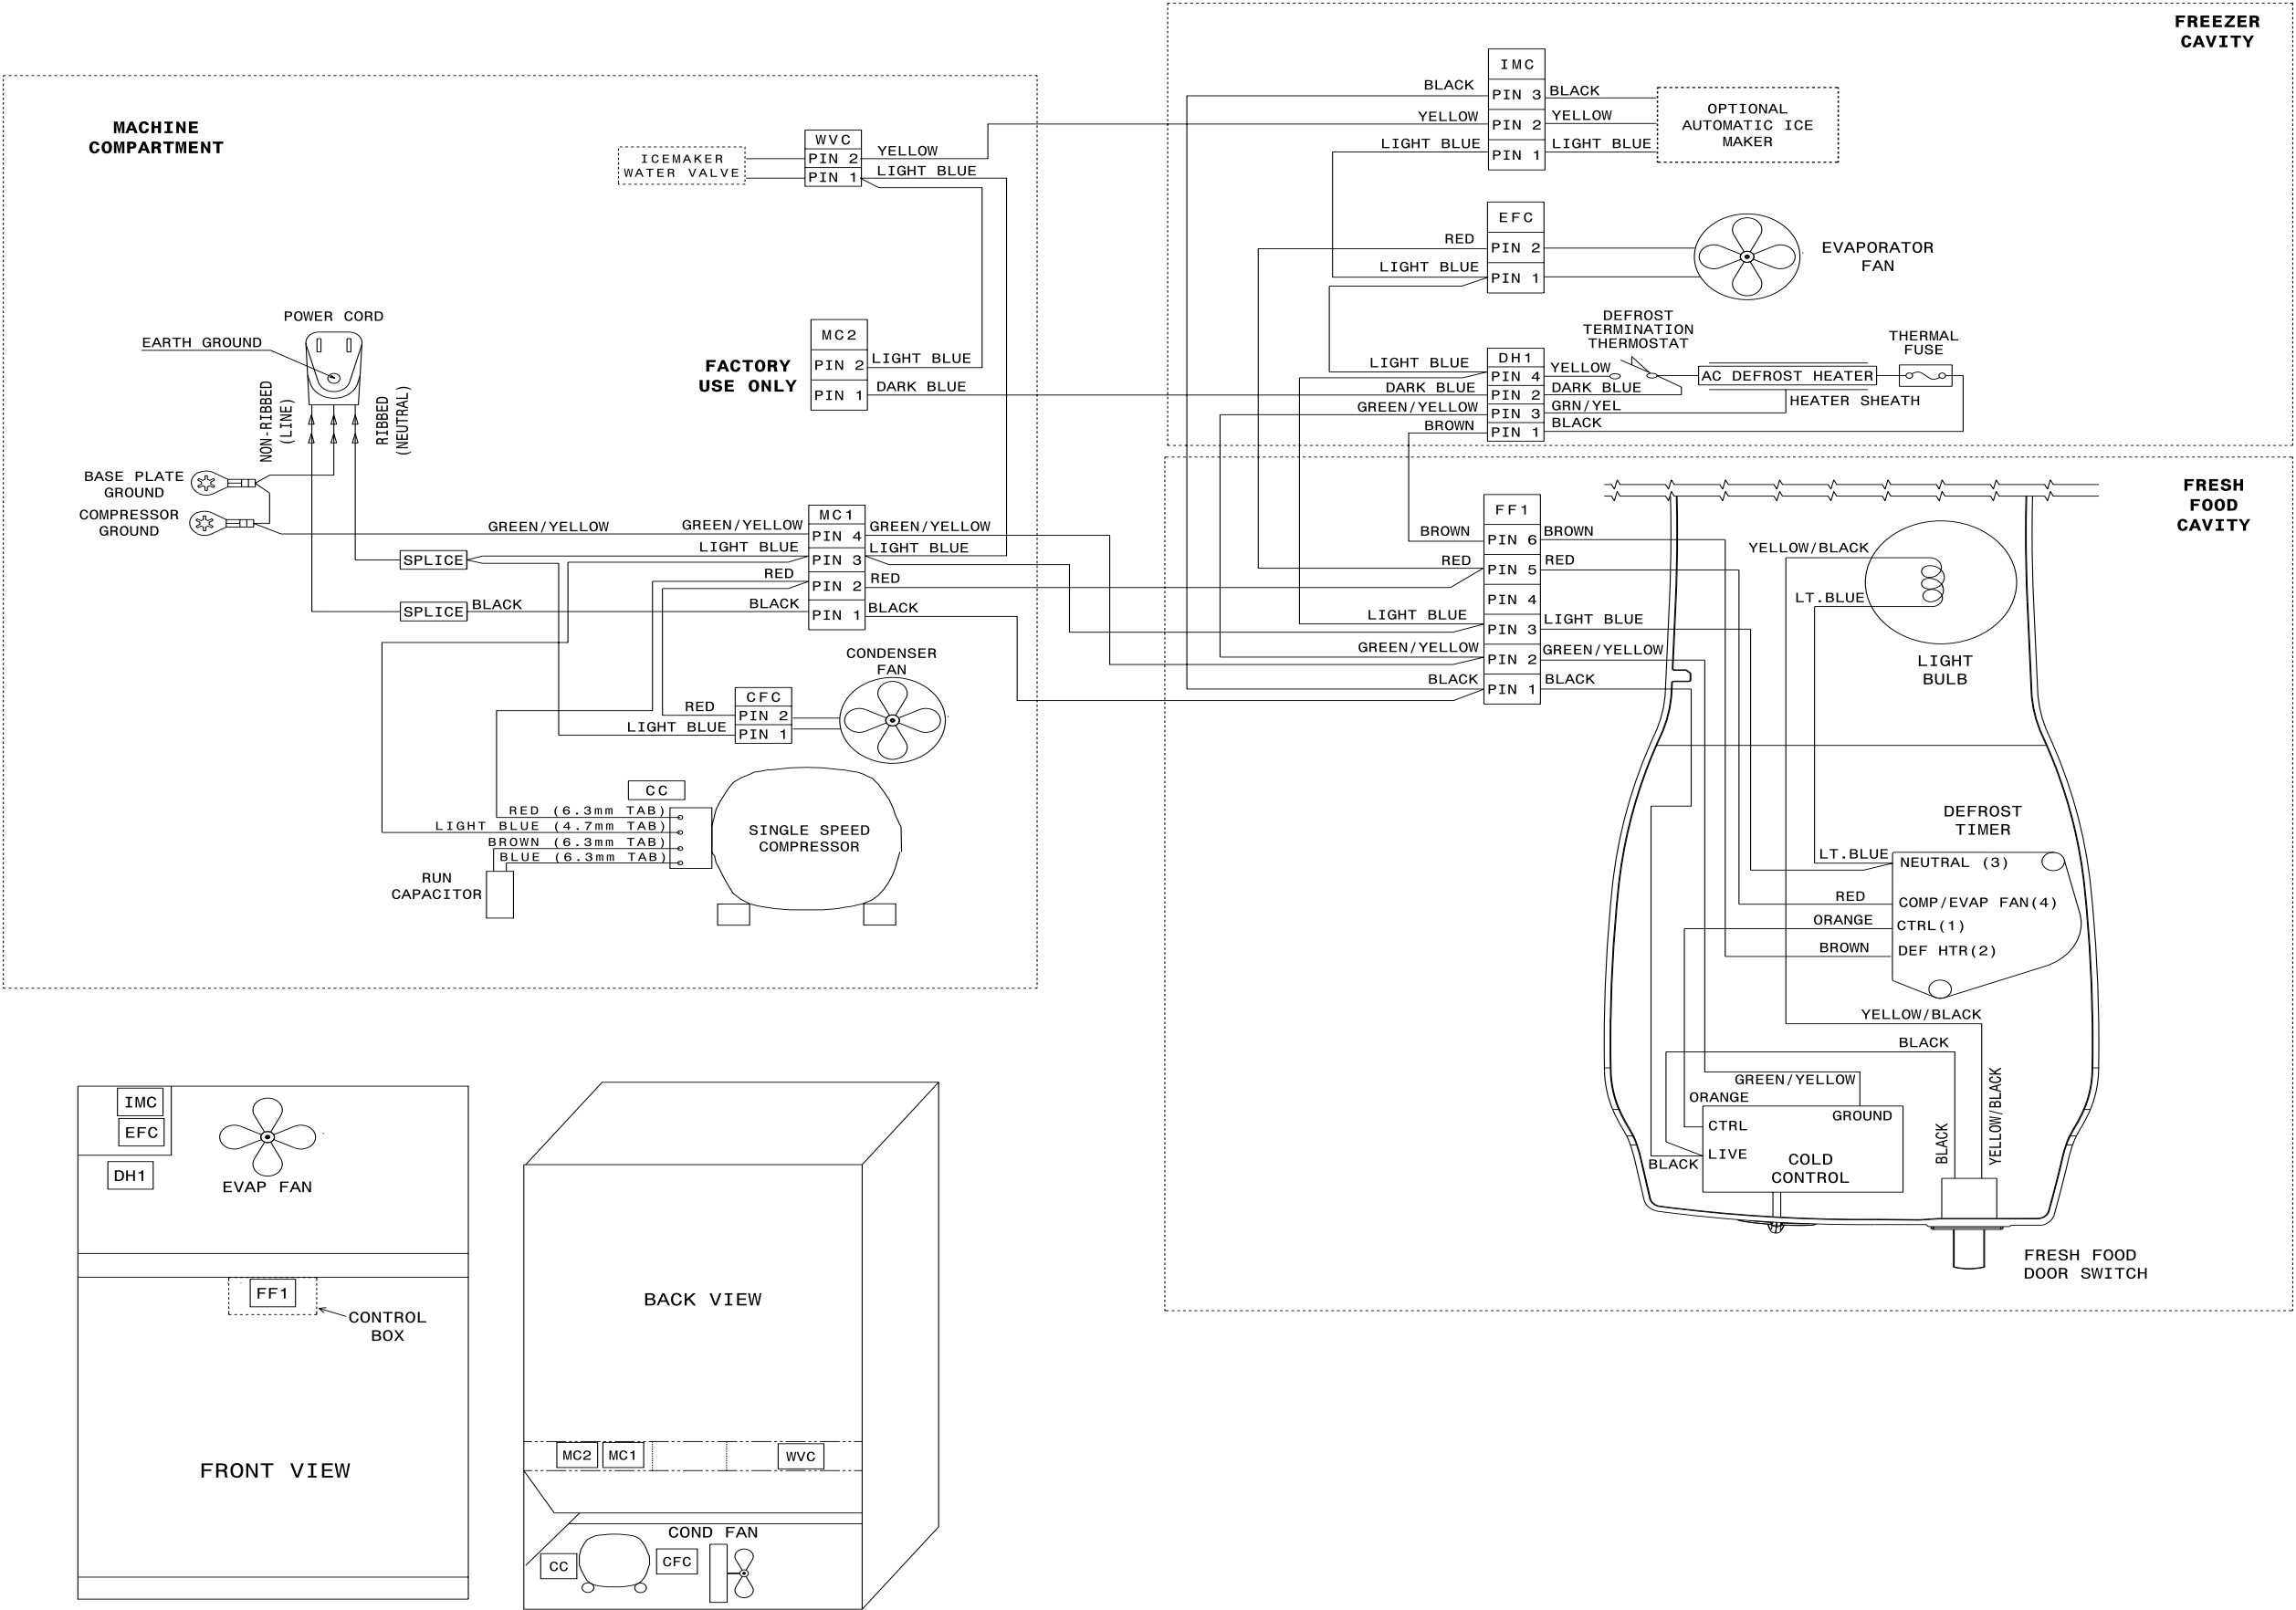 FREEZER
CAVITY
MACHINE
COMPARTMENT
ICEMAKER
WATER VALVE
WVC
PIN 2
PIN 1
YELLOW
LIGHT BLUE
POWER CORD
EARTH GROUND
NON-RIBBED
(LINE)
RIBBED
(NEUTRAL)
BASE PLATE
GROUND
COMPRESSOR
GROUND
FACTORY
USE ONLY
MC2
PIN 2
PIN 1
LIGHT BLUE
DARK BLUE
SPLICE
SPLICE
BLACK
GREEN/YELLOW
GREEN/YELLOW
LIGHT BLUE
RED
BLACK
MC1
PIN 4
PIN 3
PIN 2
PIN 1
GREEN/YELLOW
LIGHT BLUE
RED
BLACK
CONDENSER
FAN
CFC
PIN 2
PIN 1
RED
LIGHT BLUE
CC
RED (6.3mm TAB)
LIGHT BLUE (4.7mm TAB)
BROWN (6.3mm TAB)
BLUE (6.3mm TAB)
RUN
CAPACITOR
SINGLE SPEED
COMPRESSOR
BLACK
YELLOW
LIGHT BLUE
IMC
PIN 3
PIN 2
PIN 1
BLACK
YELLOW
LIGHT BLUE
OPTIONAL
AUTOMATIC ICE
MAKER
RED
LIGHT BLUE
EFC
PIN 2
PIN 1
EVAPORATOR
FAN
LIGHT BLUE
DARK BLUE
GREEN/YELLOW
BROWN
DH1
PIN 4
PIN 2
PIN 3
PIN 1
YELLOW
DARK BLUE
GRN/YEL
BLACK
DEFROST
TERMINATION
THERMOSTAT
AC DEFROST HEATER
HEATER SHEATH
THERMAL
FUSE
FRESH
FOOD
CAVITY
BROWN
RED
LIGHT BLUE
GREEN/YELLOW
BLACK
FF1
PIN 6
PIN 5
PIN 4
PIN 3
PIN 2
PIN 1
BROWN
RED
LIGHT BLUE
GREEN/YELLOW
BLACK
YELLOW/BLACK
LT.BLUE
LIGHT
BULB
DEFROST
TIMER
LT.BLUE
RED
ORANGE
BROWN
NEUTRAL (3)
COMP/EVAP FAN(4)
CTRL(1)
DEF HTR(2)
YELLOW/BLACK
BLACK
GREEN/YELLOW
ORANGE
GROUND
CTRL
LIVE
BLACK
COLD
CONTROL
BLACK
YELLOW/BLACK
FRESH FOOD
DOOR SWITCH
IMC
EFC
DH1
EVAP FAN
FF1
CONTROL
BOX
FRONT VIEW
BACK VIEW
MC2
MC1
WVC
COND FAN
CC
CFC